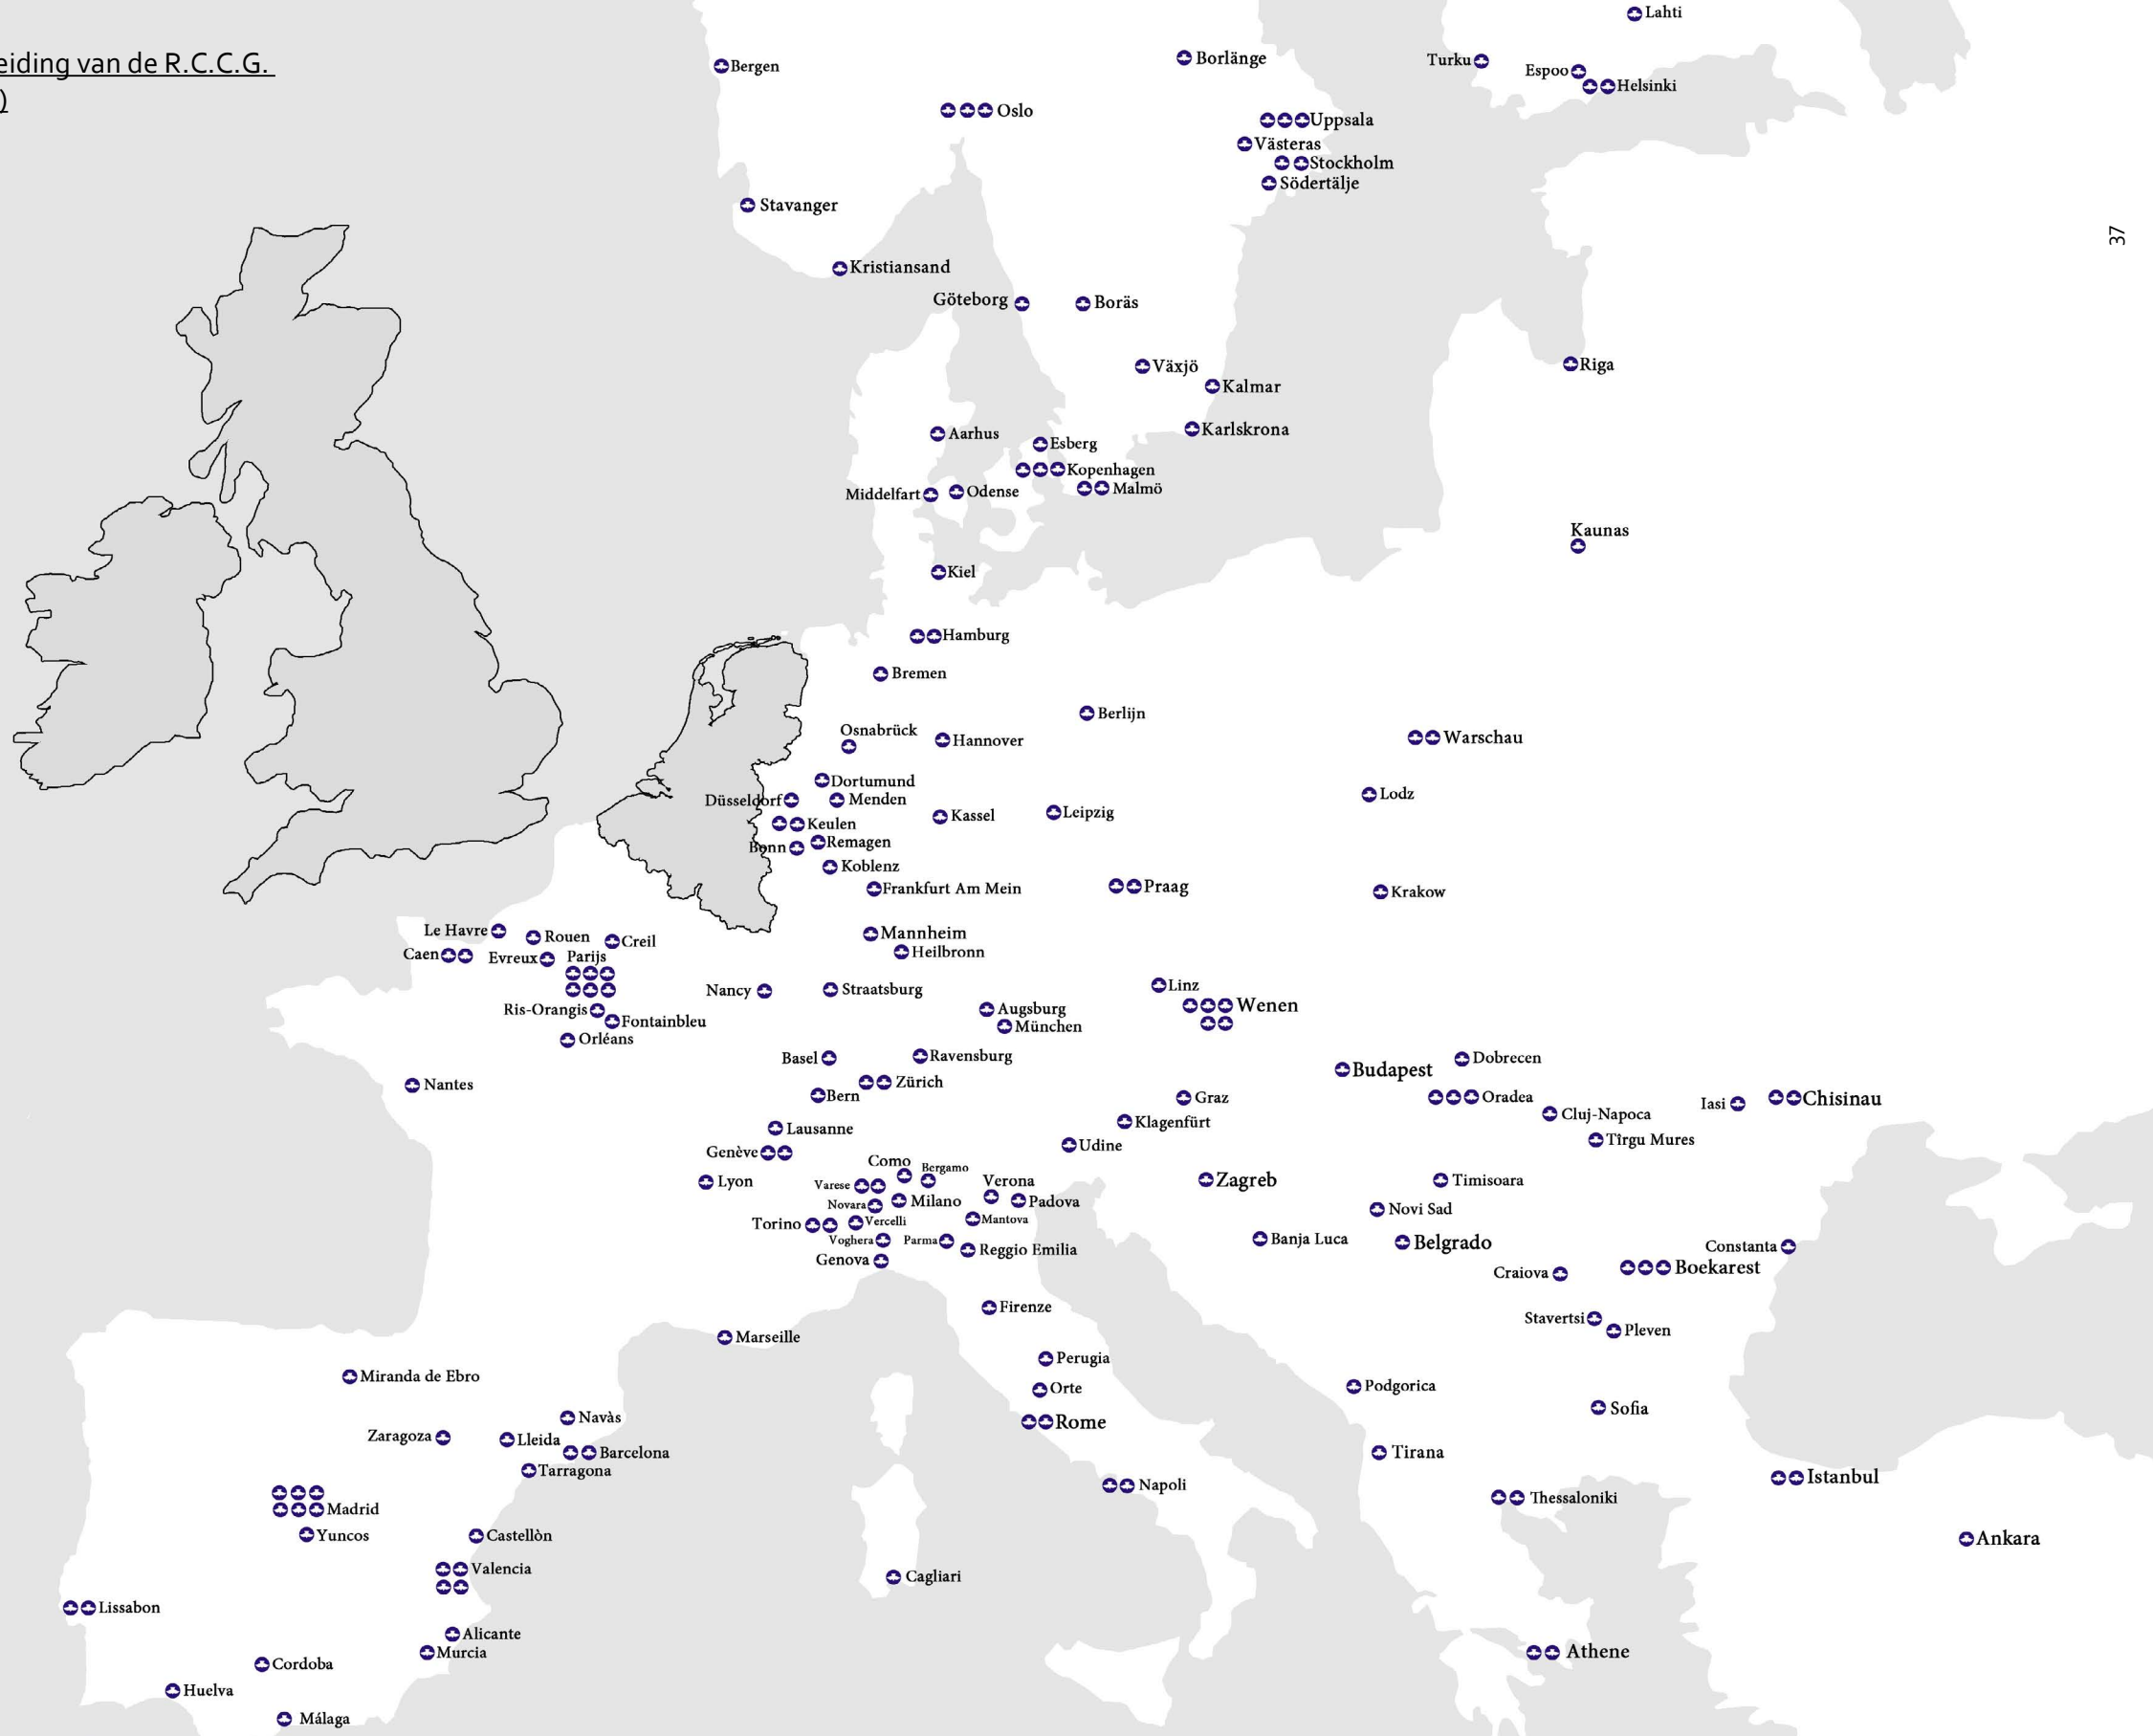 eiding van de R.C.C.G.
)
Lahti
Bergen
Borlänge
Turku
Espoo
Helsinki
Oslo
Uppsala
Västeras
Stockholm
Södertälje
Stavanger
37
Kristiansand
Göteborg
Boräs
Växjö
Riga
Kalmar
Karlskrona
Aarhus
Esberg
Kopenhagen
Malmö
Middelfart
Odense
Kaunas
Kiel
Hamburg
Bremen
Berlijn
Osnabrück
Hannover
Warschau
Dortumund
Düsseldorf
Menden
Lodz
Kassel
Leipzig
Keulen
Remagen
Bonn
Koblenz
Frankfurt Am Mein
Praag
Krakow
Le Havre
Rouen
Creil
Mannheim
Caen
Evreux
Parijs
Heilbronn
Nancy
Straatsburg
Linz
Wenen
Ris-Orangis
Fontainbleu
Augsburg
München
Orléans
Basel
Ravensburg
Budapest
Dobrecen
Nantes
Zürich
Bern
Graz
Oradea
Iasi
Chisinau
Cluj-Napoca
Klagenfürt
Lausanne
Tîrgu Mures
Udine
Genève
Como
Bergamo
Lyon
Varese
Verona
Zagreb
Timisoara
Novara
Milano
Padova
Novi Sad
Torino
Vercelli
Mantova
Voghera
Parma
Banja Luca
Belgrado
Reggio Emilia
Constanta
Genova
Craiova
Boekarest
Firenze
Stavertsi
Pleven
Marseille
Perugia
Miranda de Ebro
Orte
Podgorica
Navàs
Rome
Sofia
Zaragoza
Lleida
Barcelona
Tirana
Tarragona
Istanbul
Napoli
Thessaloniki
Madrid
Yuncos
Castellòn
Ankara
Valencia
Cagliari
Lissabon
Alicante
Murcia
Athene
Cordoba
Huelva
Málaga